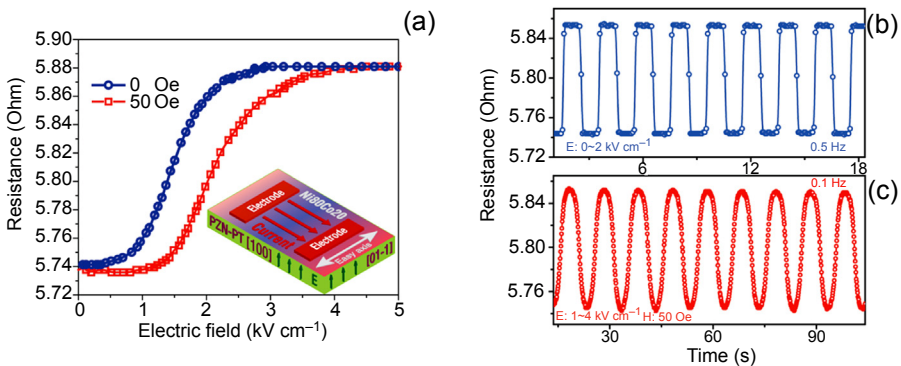 (a)
5.90
5.88
5.86
5.84
5.82
5.80
5.78
5.76
5.74
5.72
Resistance (Ohm)
0 Oe
50 Oe
Electrode
Ni80Co20
Current
Electrode
Easy axis
PZN-PT [100]
E
[01-1]
0 1 2 3 4 5
Electric field (kV cm⁻¹)
(b)
5.84
5.80
5.76
5.72
Resistance (Ohm)
E: 0~2 kV cm⁻¹
0.5 Hz
6 12 18
(c)
0.1 Hz
5.84
5.80
5.76
Resistance (Ohm)
E: 1~4 kV cm⁻¹ H: 50 Oe
30 60 90
Time (s)